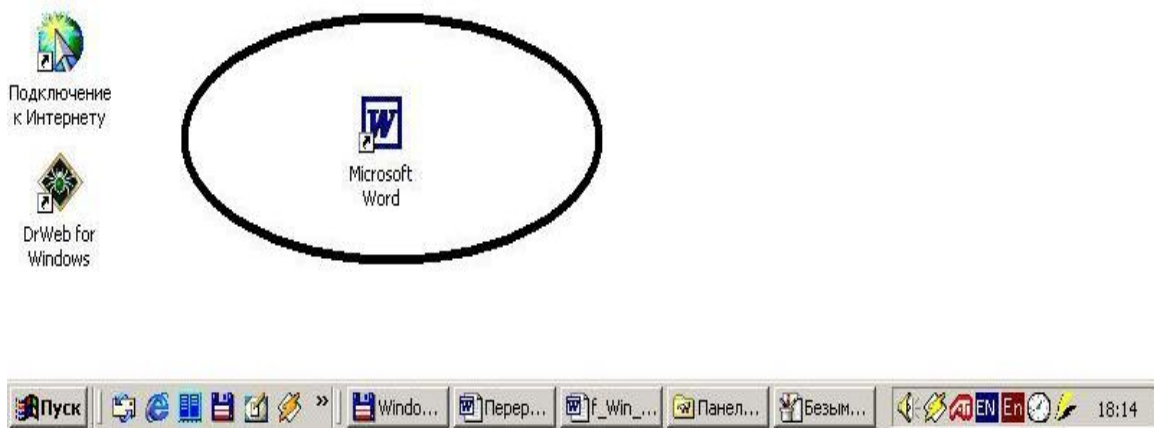 Подключение
к Интернету
DrWeb for
Windows
W
Microsoft
Word
Пуск » Windo... Перер... f_Win_... Панел... Безым... EN En 18:14